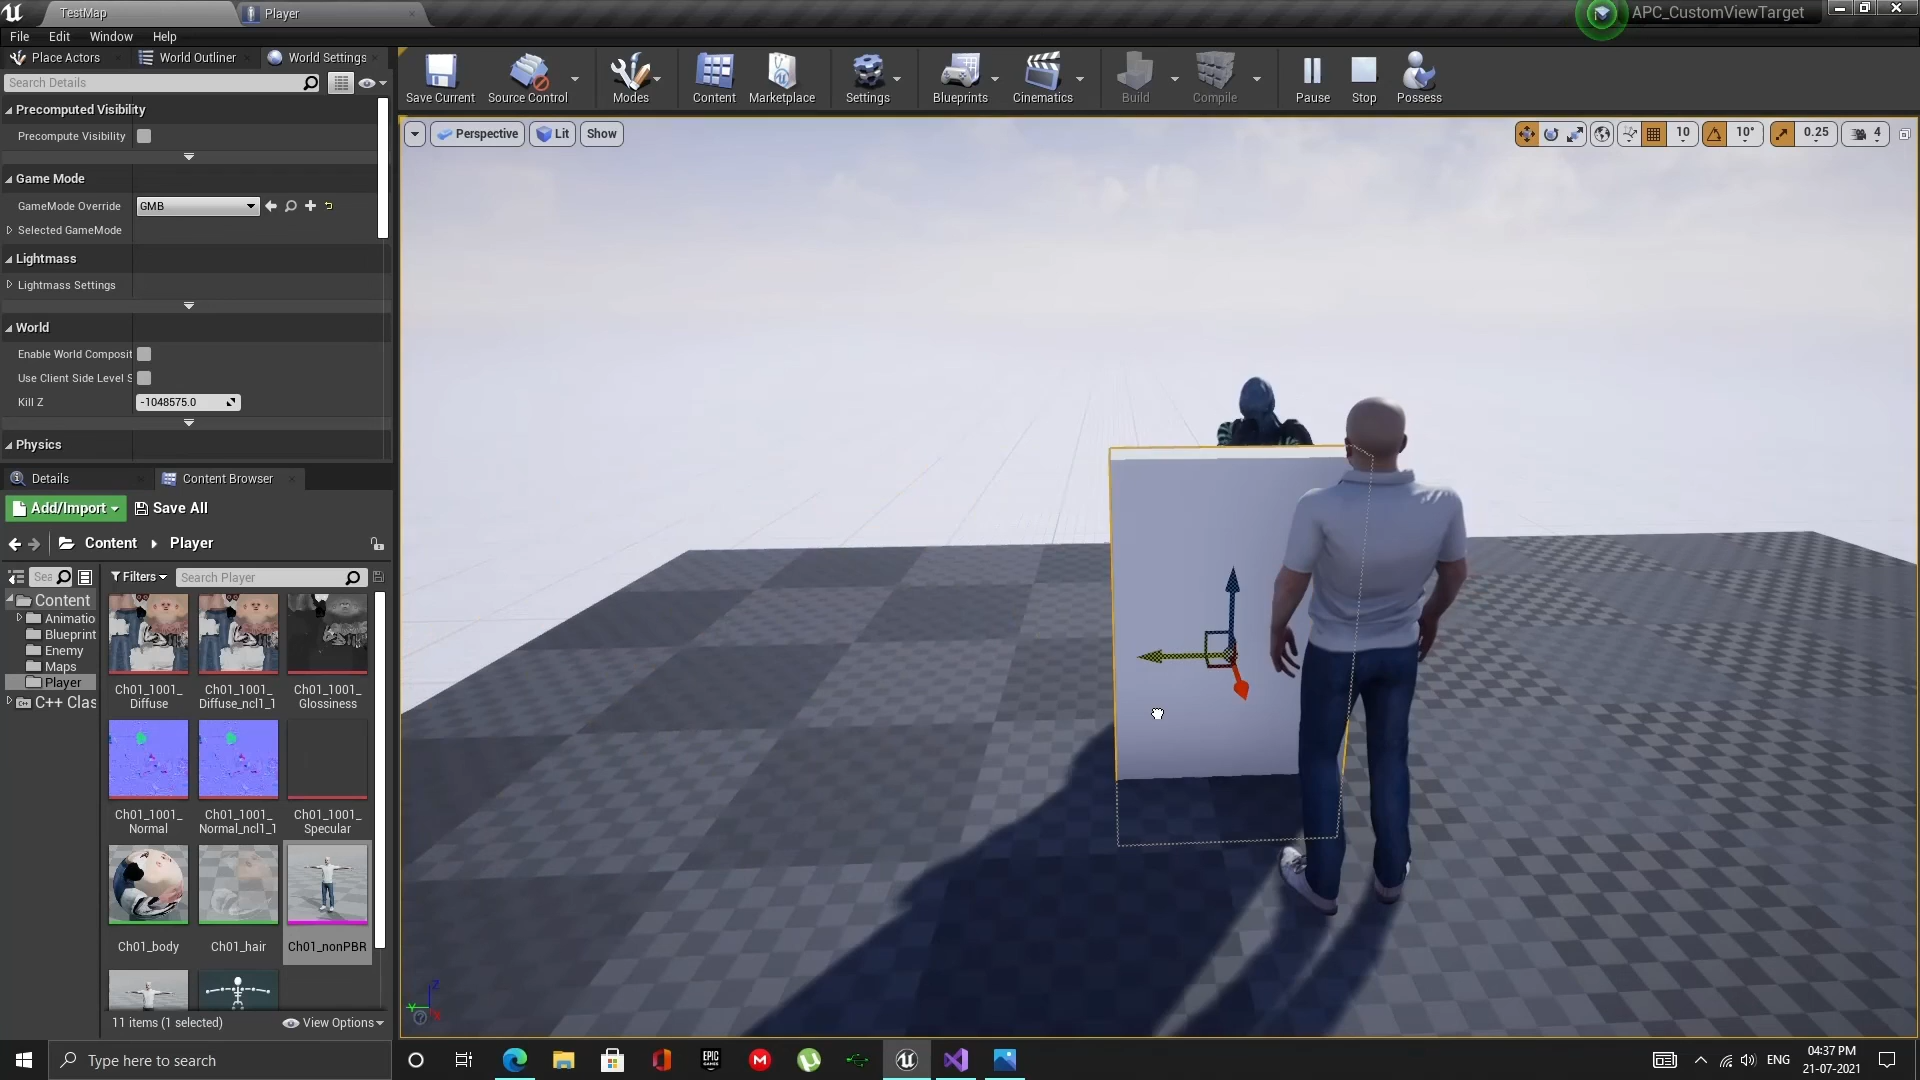 TestMap
Player
APC_CustomViewTarget
File
Edit
Window
Help
Place Actors
World Outliner
World Settings
Search Details
Save Current
Source Control
Modes
Content
Marketplace
Settings
Blueprints
Cinematics
Build
Compile
Pause
Stop
Possess
Precomputed Visibility
Precompute Visibility
Game Mode
GameMode Override
GMB
Selected GameMode
Lightmass
Lightmass Settings
World
Enable World Composit
Use Client Side Level S
Kill Z
-1048575.0
Physics
Perspective
Lit
Show
10
10°
0.25
4
Details
Content Browser
Add/Import
Save All
Content
Player
Sea
Filters
Search Player
Content
Animatio
Blueprint
Enemy
Maps
Player
C++ Clas
Ch01_1001_
Diffuse
Ch01_1001_
Diffuse_ncl1_1
Ch01_1001_
Glossiness
Ch01_1001_
Normal
Ch01_1001_
Normal_ncl1_1
Ch01_1001_
Specular
Ch01_body
Ch01_hair
Ch01_nonPBR
11 items (1 selected)
View Options
Z
Y
X
Type here to search
EPIC
GAMES
ENG
04:37 PM
21-07-2021